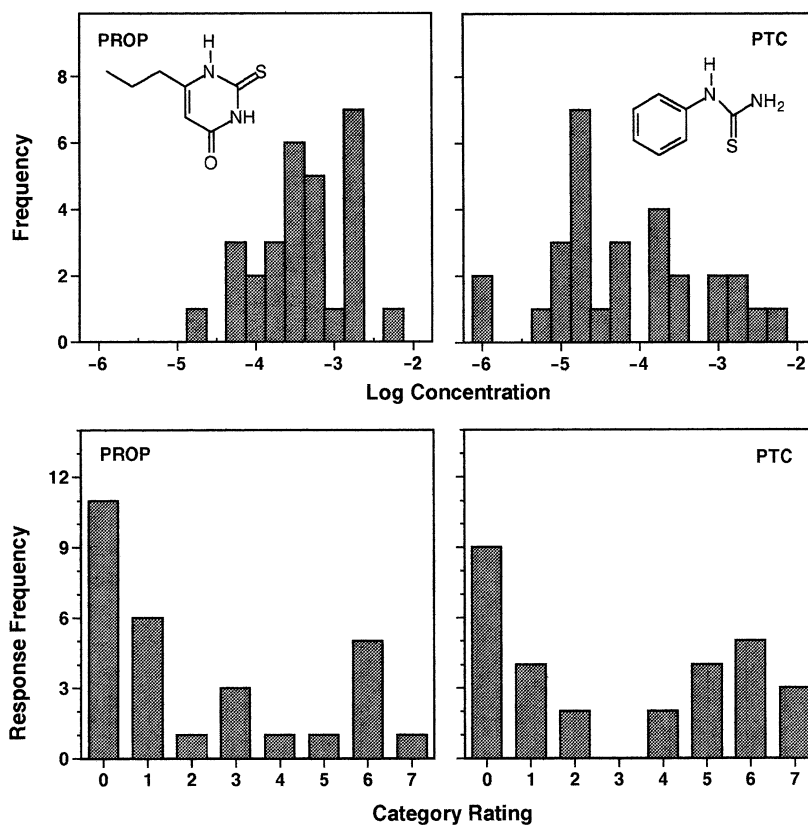 PROP
H
N
S
NH
O
PTC
H
N
NH2
S
Frequency
8
6
4
2
0
−6 −5 −4 −3 −2
−6 −5 −4 −3 −2
Log Concentration
PROP
PTC
Response Frequency
12
9
6
3
0
0 1 2 3 4 5 6 7
0 1 2 3 4 5 6 7
Category Rating